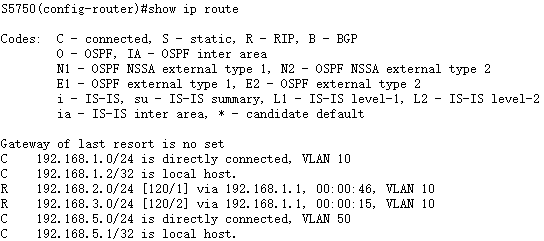 S5750(config-router)#show ip route
Codes:  C - connected, S - static, R - RIP, B - BGP
O - OSPF, IA - OSPF inter area
N1 - OSPF NSSA external type 1, N2 - OSPF NSSA external type 2
E1 - OSPF external type 1, E2 - OSPF external type 2
i - IS-IS, su - IS-IS summary, L1 - IS-IS level-1, L2 - IS-IS level-2
ia - IS-IS inter area, * - candidate default
Gateway of last resort is no set
C    192.168.1.0/24 is directly connected, VLAN 10
C    192.168.1.2/32 is local host.
R    192.168.2.0/24 [120/1] via 192.168.1.1, 00:00:46, VLAN 10
R    192.168.3.0/24 [120/2] via 192.168.1.1, 00:00:15, VLAN 10
C    192.168.5.0/24 is directly connected, VLAN 50
C    192.168.5.1/32 is local host.